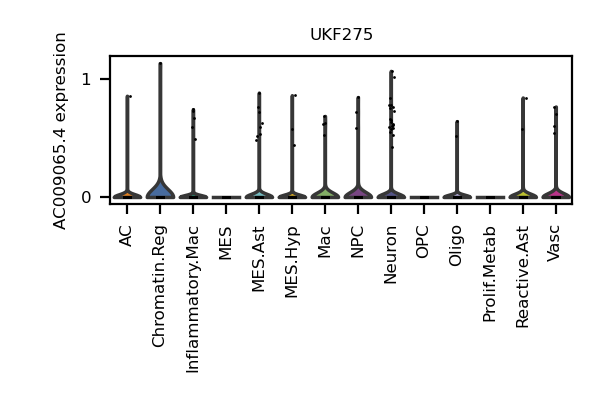 UKF275
AC009065.4 expression
1
0
AC
Chromatin.Reg
Inflammatory.Mac
MES
MES.Ast
MES.Hyp
Mac
NPC
Neuron
OPC
Oligo
Prolif.Metab
Reactive.Ast
Vasc